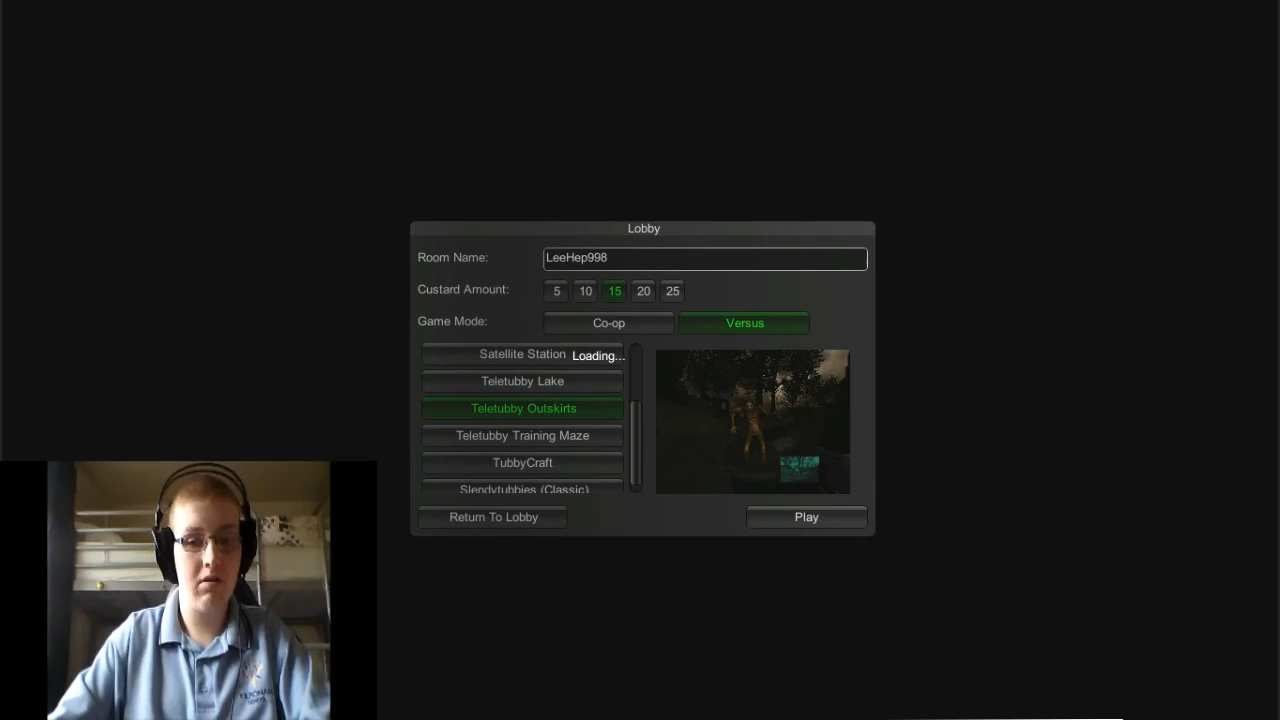 Lobby
Room Name: LeeHep998
Custard Amount: 5 10 15 20 25
Game Mode: Co-op Versus
Satellite Station Loading...
Teletubby Lake
Teletubby Outskirts
Teletubby Training Maze
TubbyCraft
Slendytubbies (Classic)
Return To Lobby Play